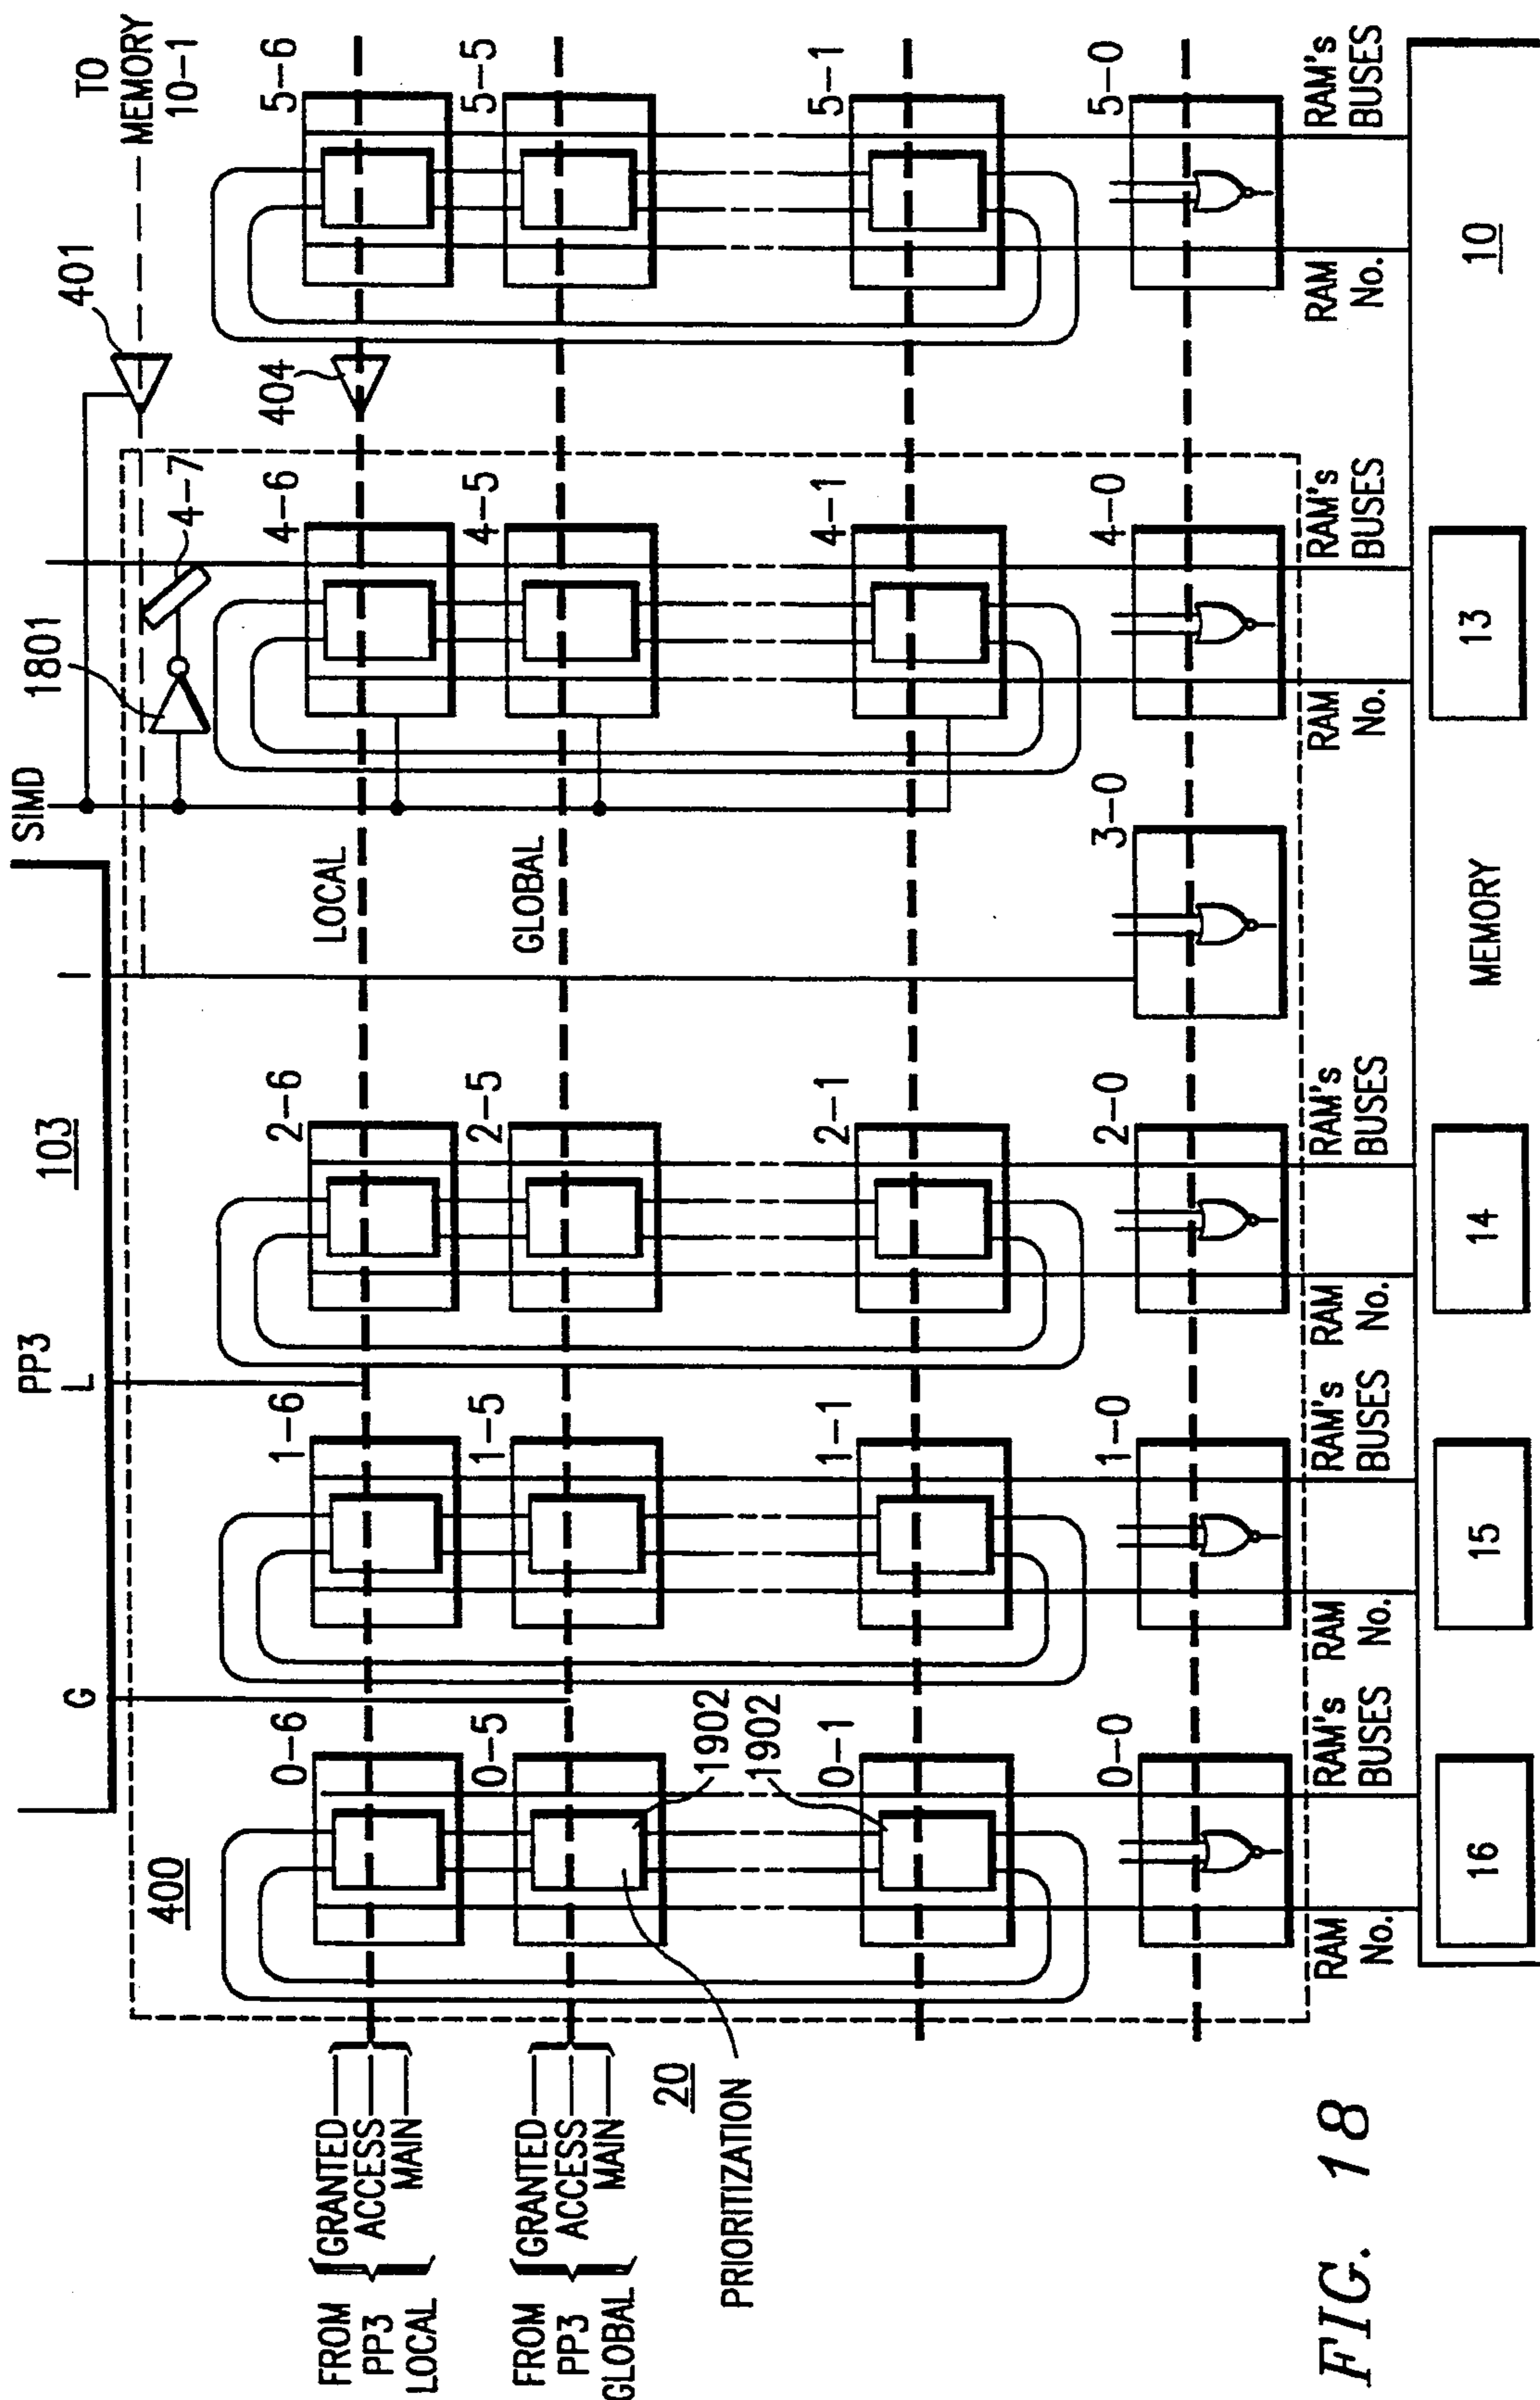 103
PP3
G
L
I
SIMD
TO
MEMORY
10-1
401
1801
4-7
404
400
FROM
PP3
LOCAL
GRANTED
ACCESS
MAIN
LOCAL
0-6
1-6
2-6
4-6
5-6
FROM
PP3
GLOBAL
GRANTED
ACCESS
MAIN
GLOBAL
0-5
1-5
2-5
4-5
5-5
20
PRIORITIZATION
1902
1902
0-1
1-1
2-1
4-1
5-1
0-0
1-0
2-0
3-0
4-0
5-0
RAM
No.
RAM's
BUSES
RAM
No.
RAM's
BUSES
RAM
No.
RAM's
BUSES
RAM
No.
RAM's
BUSES
RAM
No.
RAM's
BUSES
16
15
14
MEMORY
13
10
FIG. 18